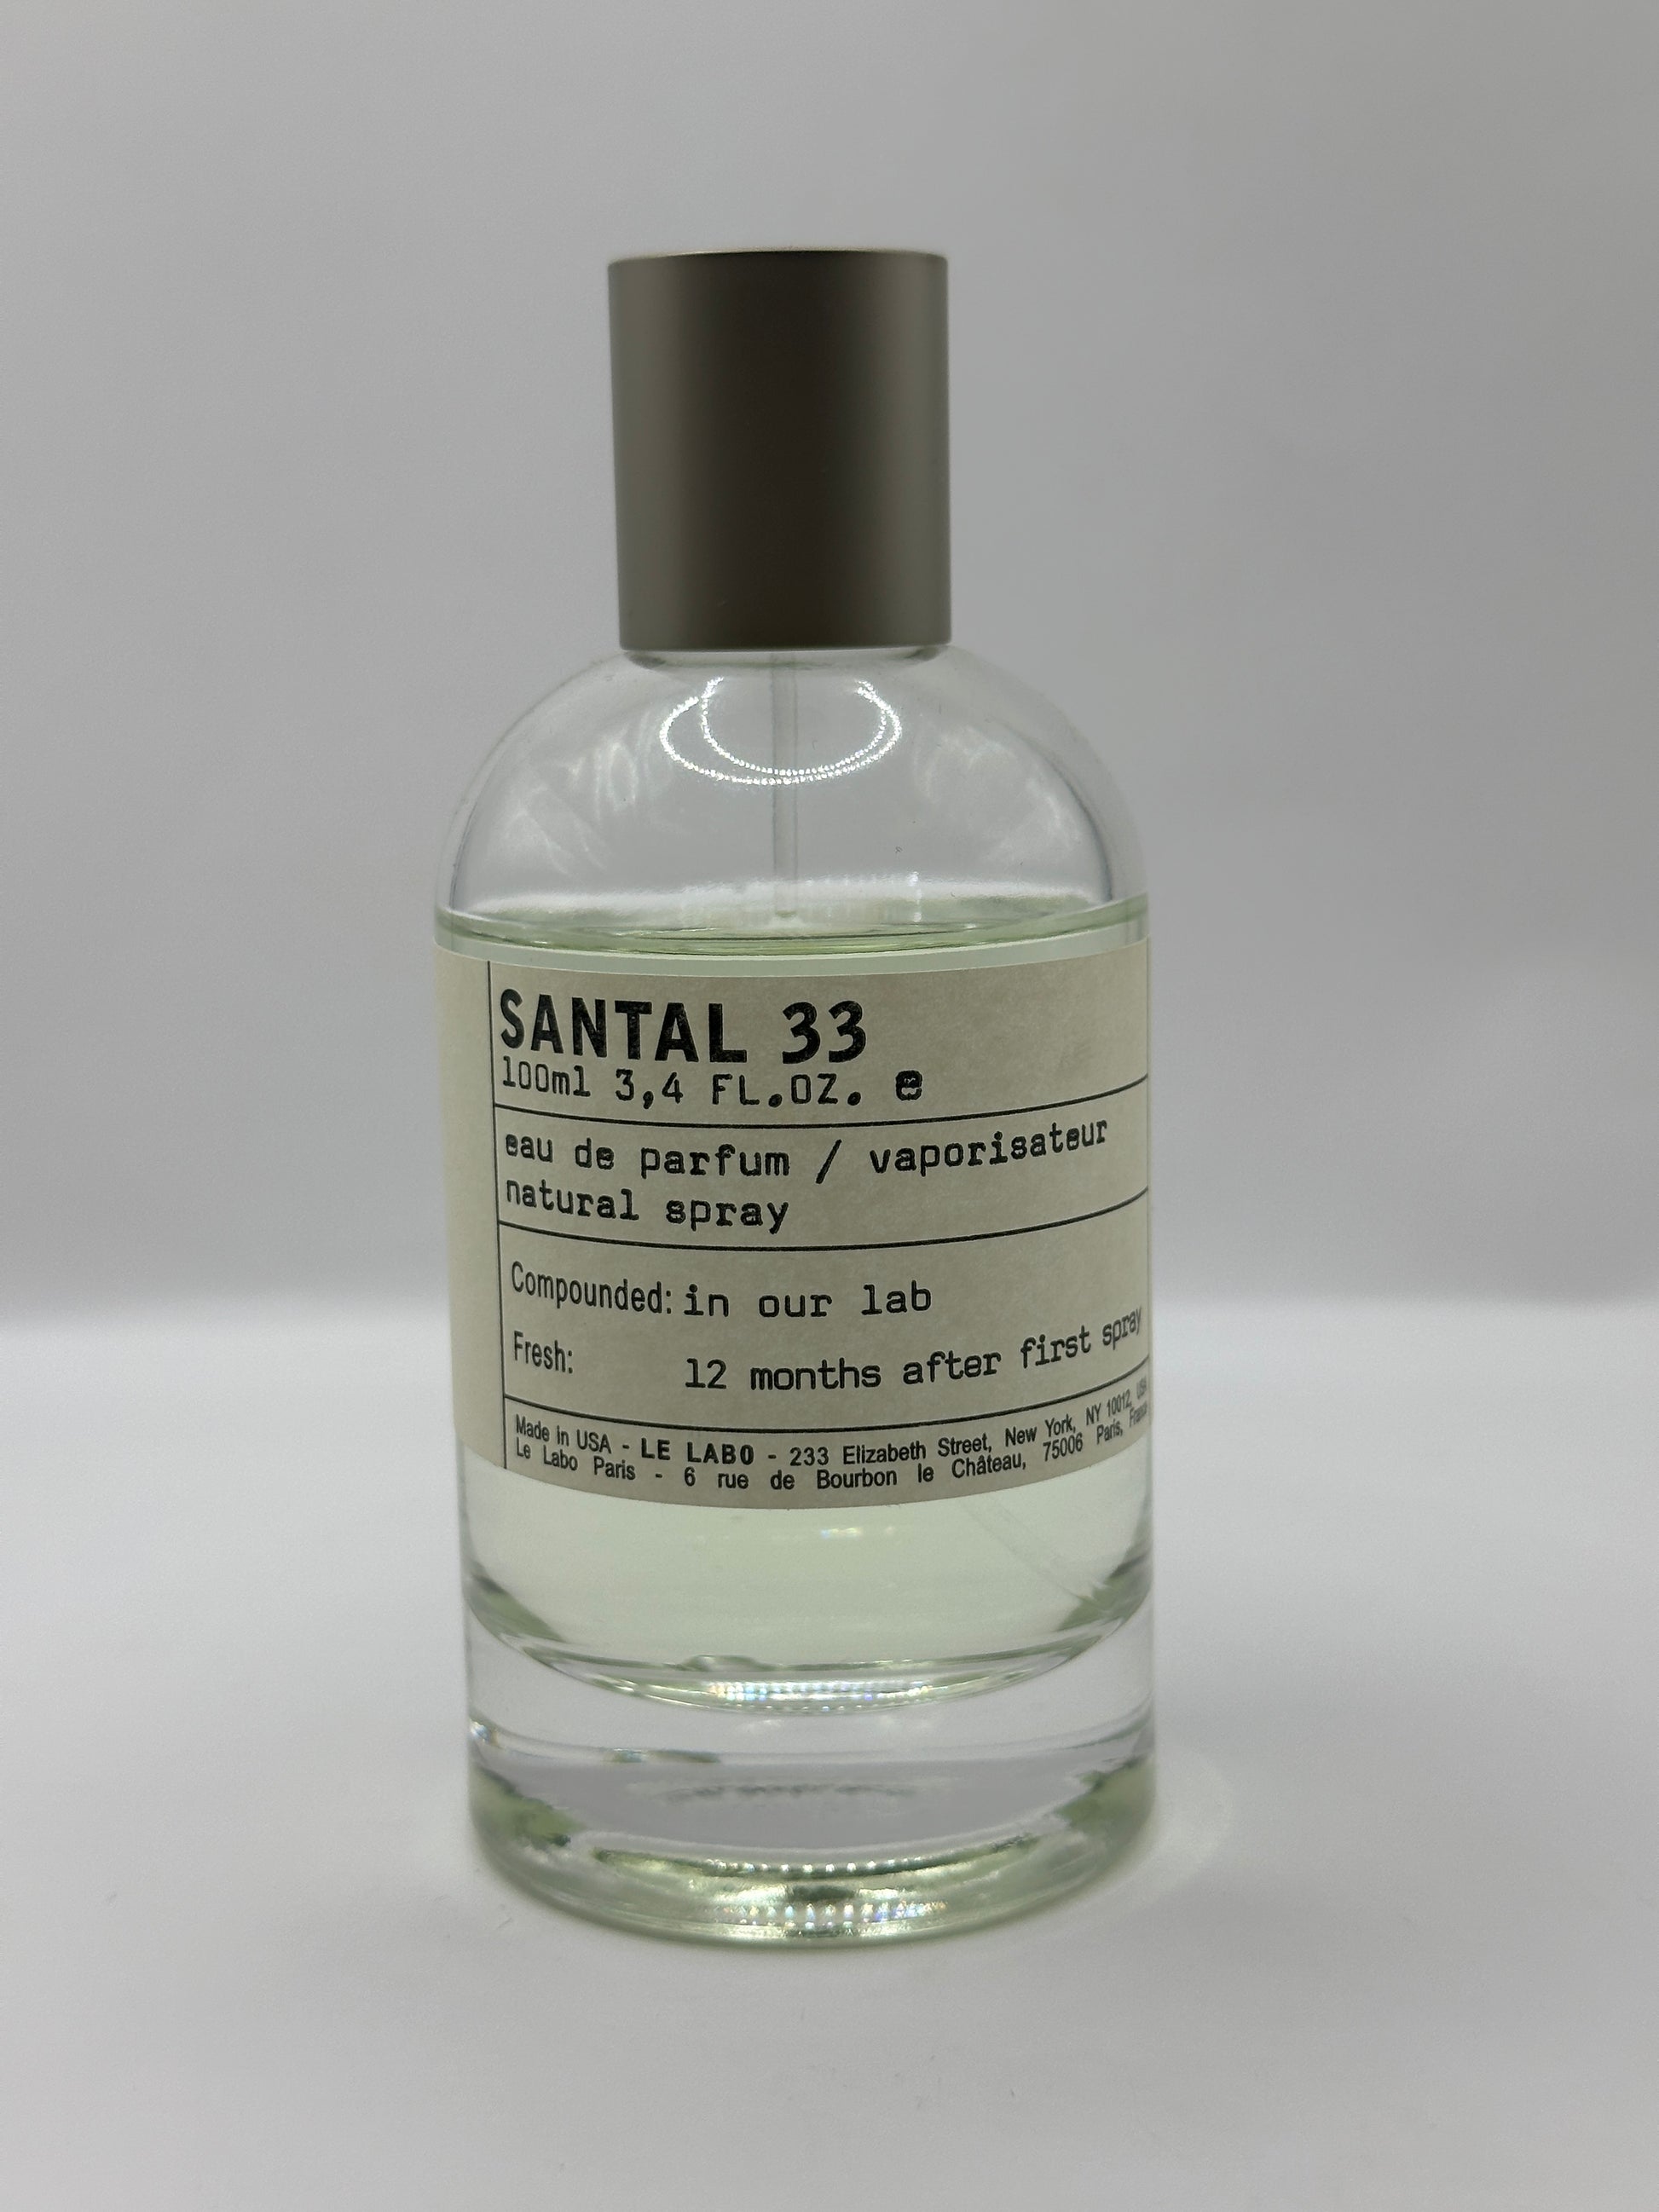 SANTAL 33
100ml 3,4 FL.OZ. e
eau de parfum / vaporisateur
natural spray
Compounded: in our lab
Fresh: 12 months after first spray
Made in USA - LE LABO - 233 Elizabeth Street, New York, NY 10012, USA
Le Labo Paris - 6 rue de Bourbon le Château, 75006 Paris, France